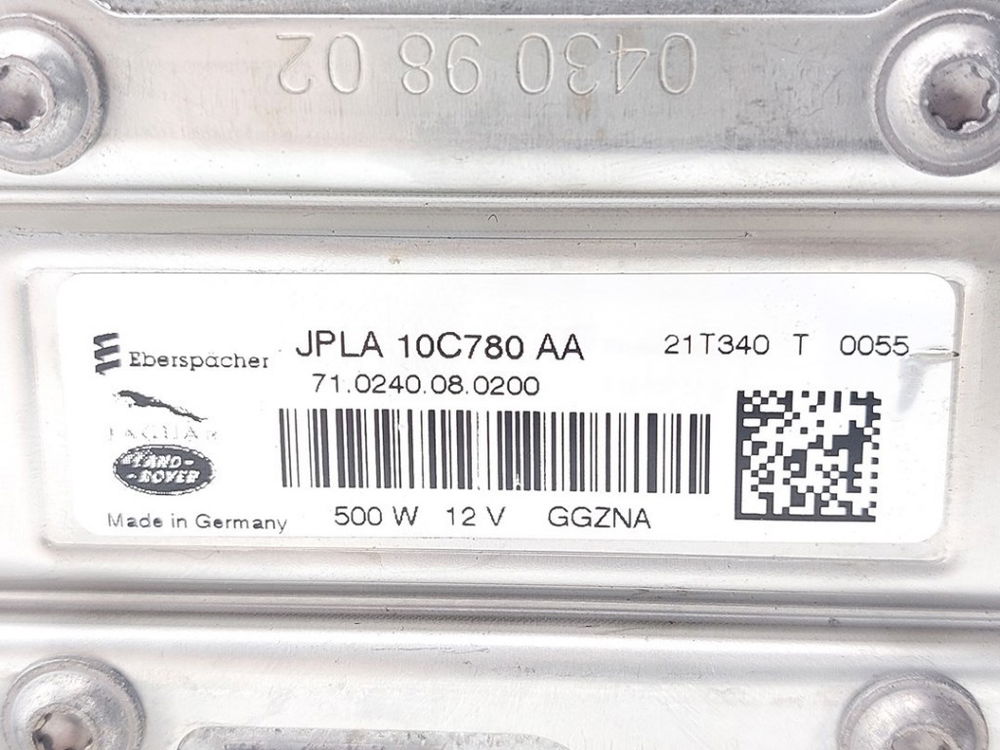 0430 98 02
Eberspächer
JPLA 10C780 AA
21T340 T 0055
71.0240.08.0200
JAGUAR
LAND-
-ROVER
Made in Germany
500 W 12 V GGZNA